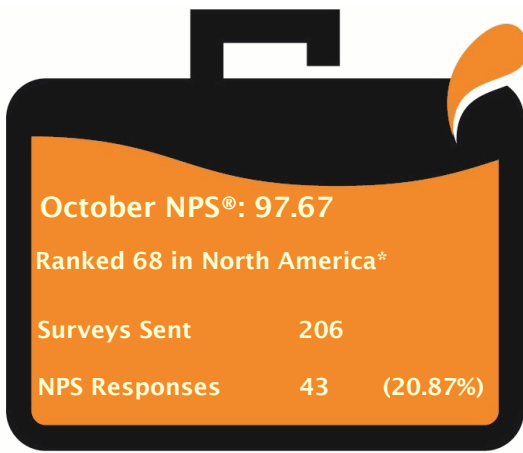 October NPS®: 97.67
Ranked 68 in North America*
Surveys Sent 206
NPS Responses 43 (20.87%)